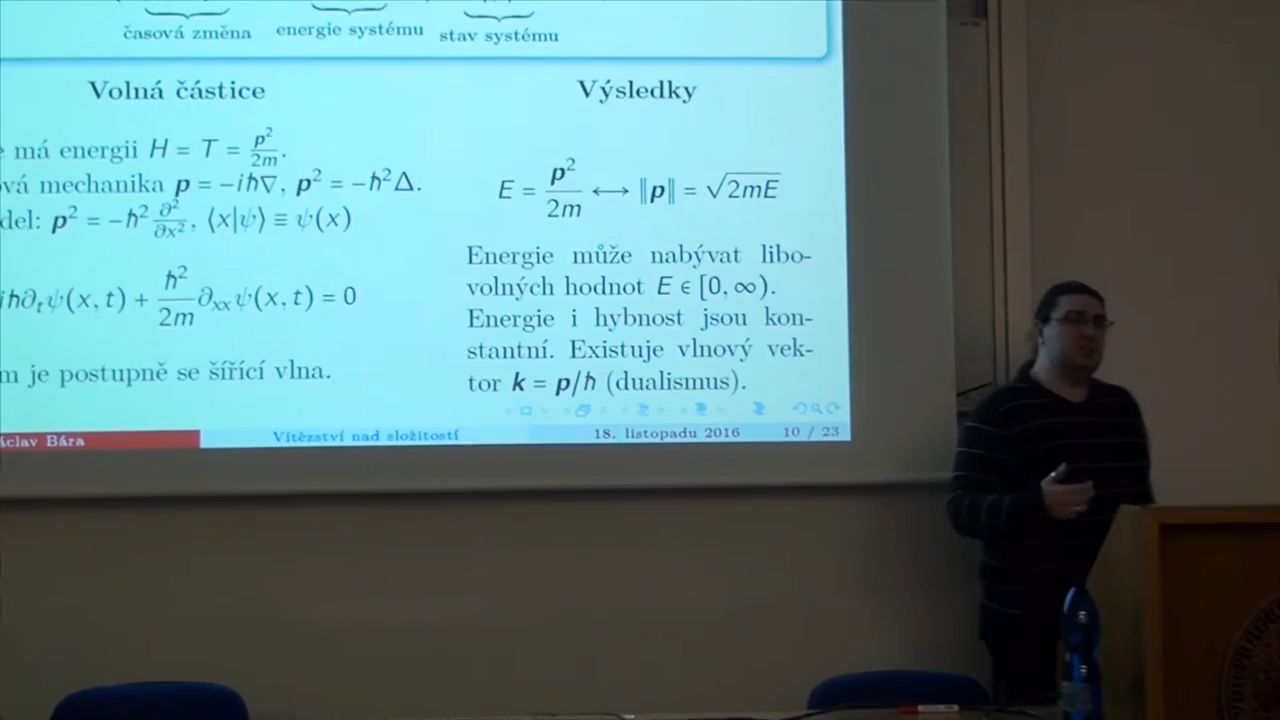 časová změna energie systému stav systému
Volná částice
má energii H = T = p²/2m.
mechanika p = −iħ∇, p² = −ħ²Δ.
p² = −ħ² ∂²/∂x², ⟨x|ψ⟩ ≡ ψ(x)
iħ∂ₜψ(x, t) + ħ²/2m ∂ₓₓψ(x, t) = 0
je postupně se šířící vlna.
Výsledky
E = p²/2m ⟷ ‖p‖ = √2mE
Energie může nabývat libo-
volných hodnot E ∈ [0, ∞).
Energie i hybnost jsou kon-
stantní. Existuje vlnový vek-
tor k = p/ħ (dualismus).
Bára Vítězství nad složitostí 18. listopadu 2016 10 / 23